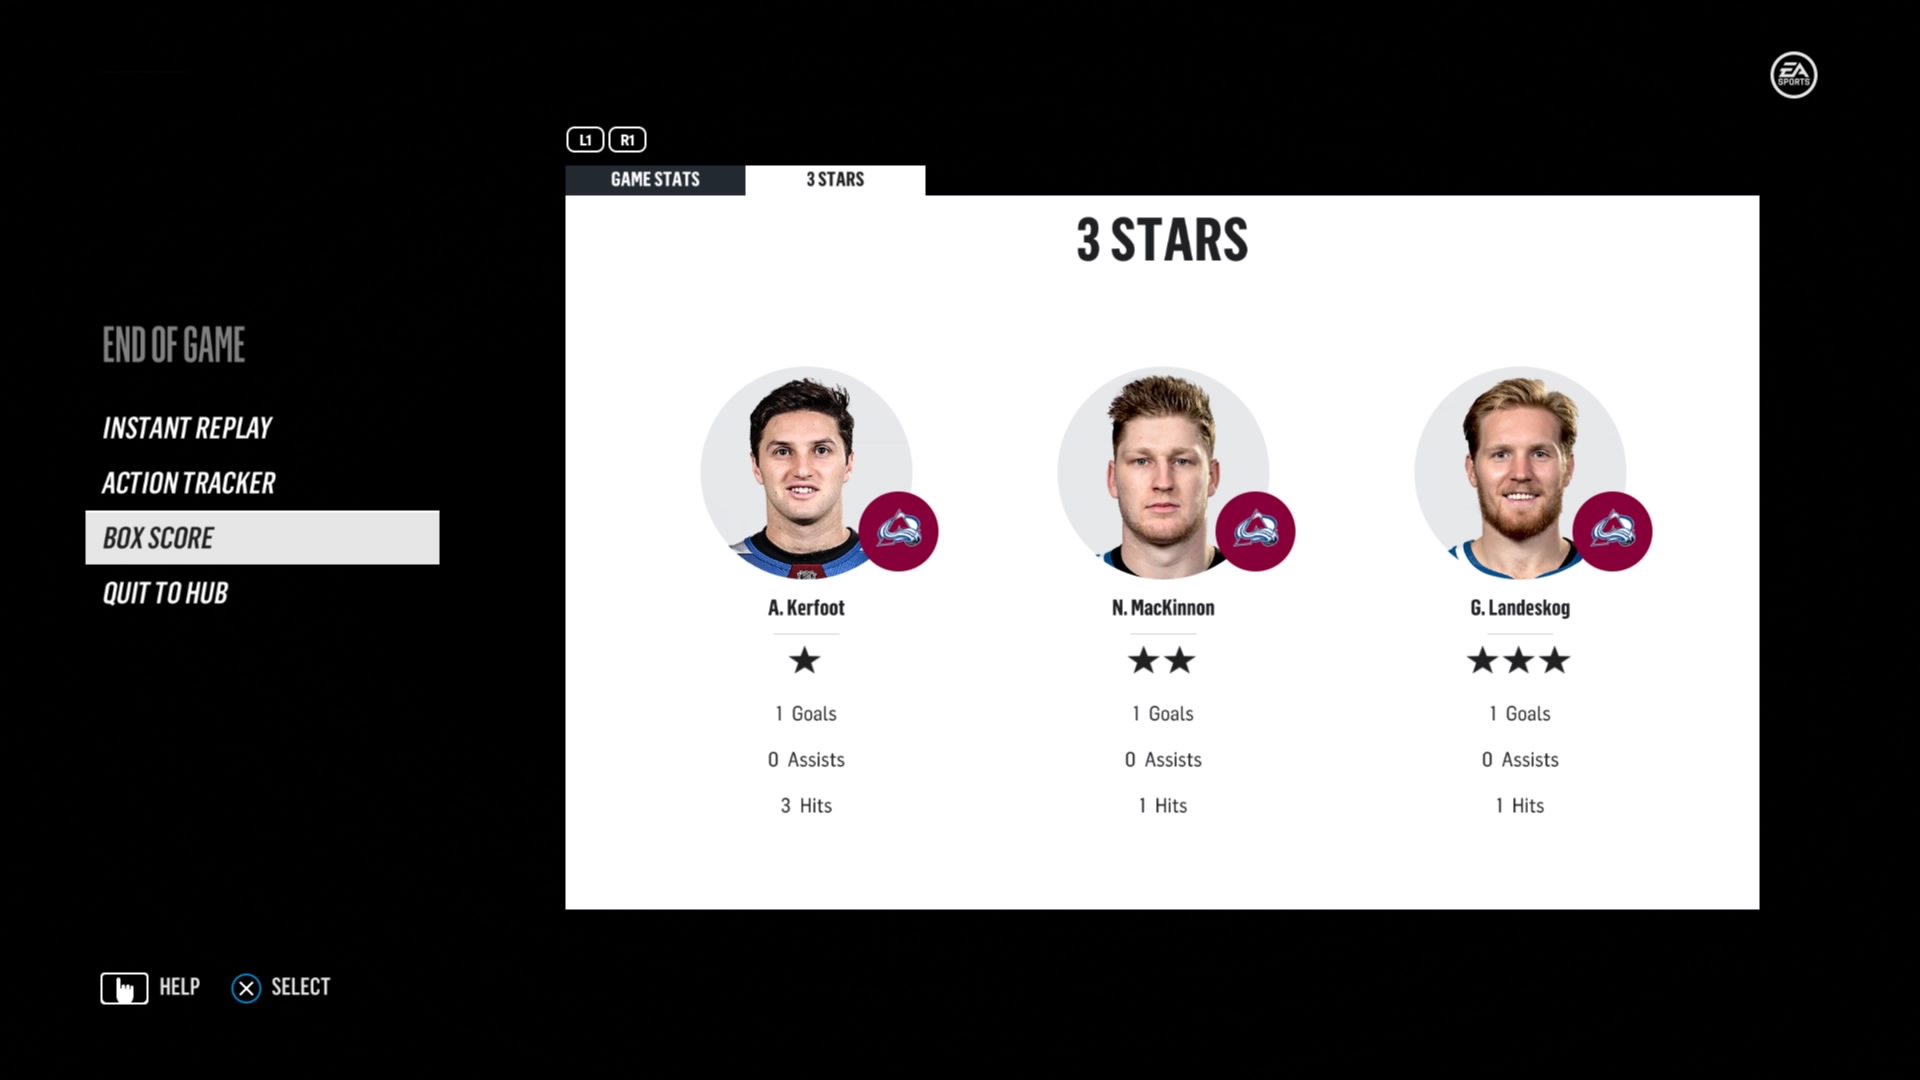 EA
SPORTS
L1 R1
GAME STATS 3 STARS
3 STARS
END OF GAME
INSTANT REPLAY
ACTION TRACKER
BOX SCORE
QUIT TO HUB
A. Kerfoot N. MacKinnon G. Landeskog
1 Goals 1 Goals 1 Goals
0 Assists 0 Assists 0 Assists
3 Hits 1 Hits 1 Hits
HELP SELECT